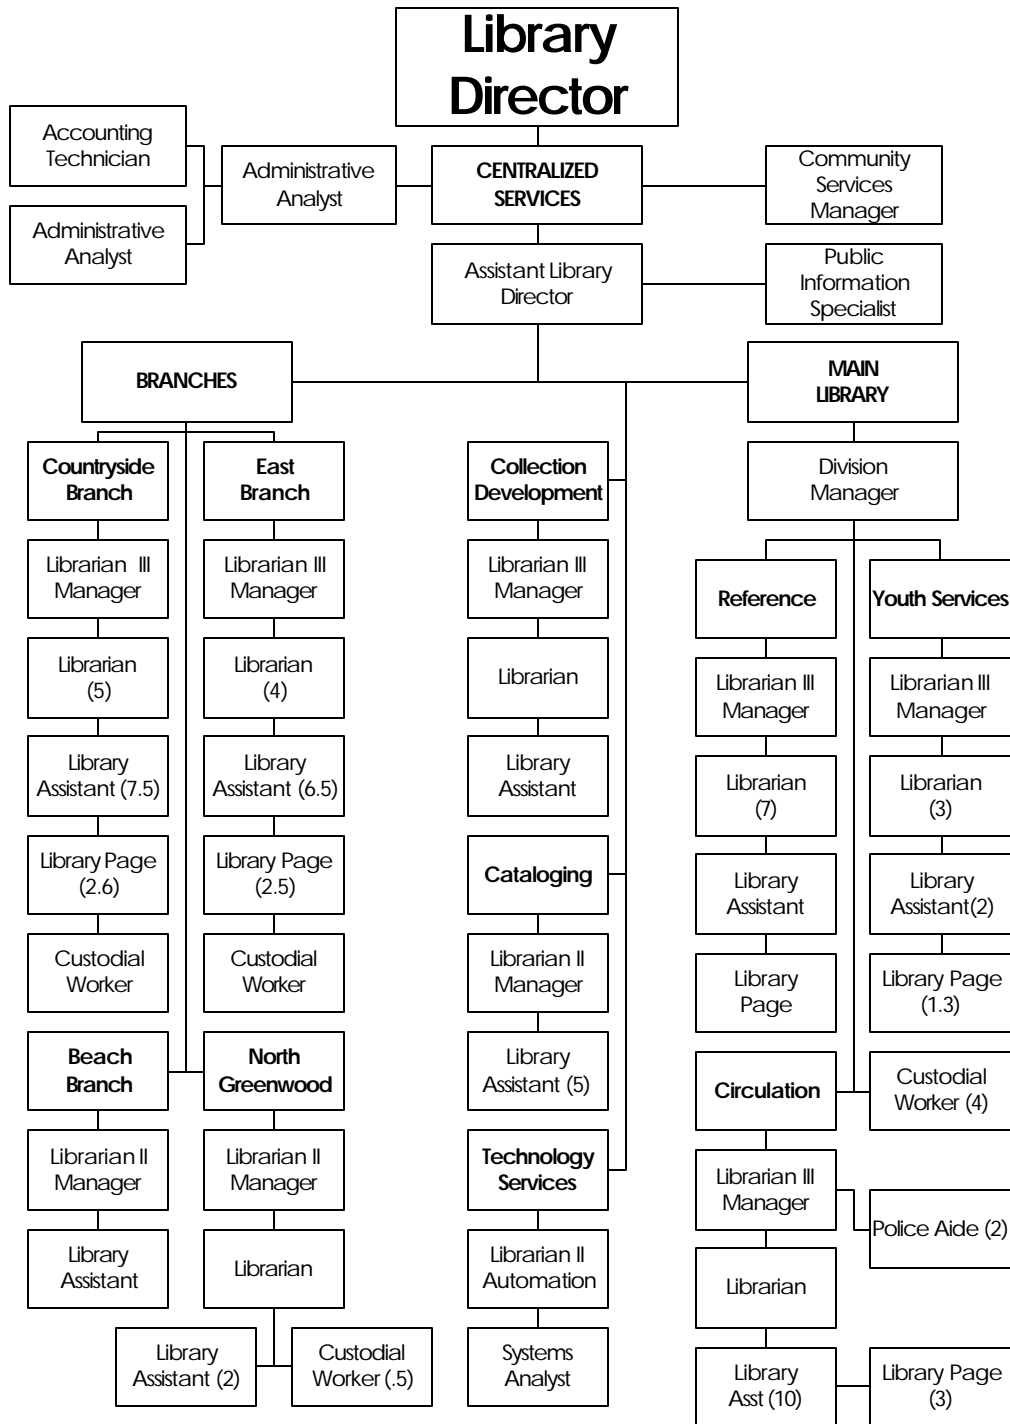 Library
Director
Accounting
Technician
Administrative
Analyst
Administrative
Analyst
CENTRALIZED
SERVICES
Community
Services
Manager
Assistant Library
Director
Public
Information
Specialist
BRANCHES
MAIN
LIBRARY
Countryside
Branch
Librarian III
Manager
Librarian
(5)
Library
Assistant (7.5)
Library Page
(2.6)
Custodial
Worker
East
Branch
Librarian III
Manager
Librarian
(4)
Library
Assistant (6.5)
Library Page
(2.5)
Custodial
Worker
Beach
Branch
Librarian II
Manager
Library
Assistant
North
Greenwood
Librarian II
Manager
Librarian
Library
Assistant (2)
Custodial
Worker (.5)
Collection
Development
Librarian III
Manager
Librarian
Library
Assistant
Cataloging
Librarian II
Manager
Library
Assistant (5)
Technology
Services
Librarian II
Automation
Systems
Analyst
Division
Manager
Reference
Librarian III
Manager
Librarian
(7)
Library
Assistant
Library
Page
Youth Services
Librarian III
Manager
Librarian
(3)
Library
Assistant(2)
Library Page
(1.3)
Circulation
Custodial
Worker (4)
Librarian III
Manager
Police Aide (2)
Librarian
Library
Asst (10)
Library Page
(3)